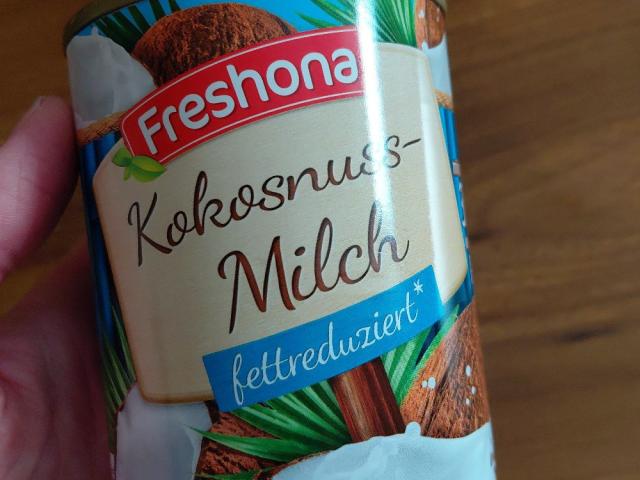 Freshona
Kokosnuss-
Milch
fettreduziert*